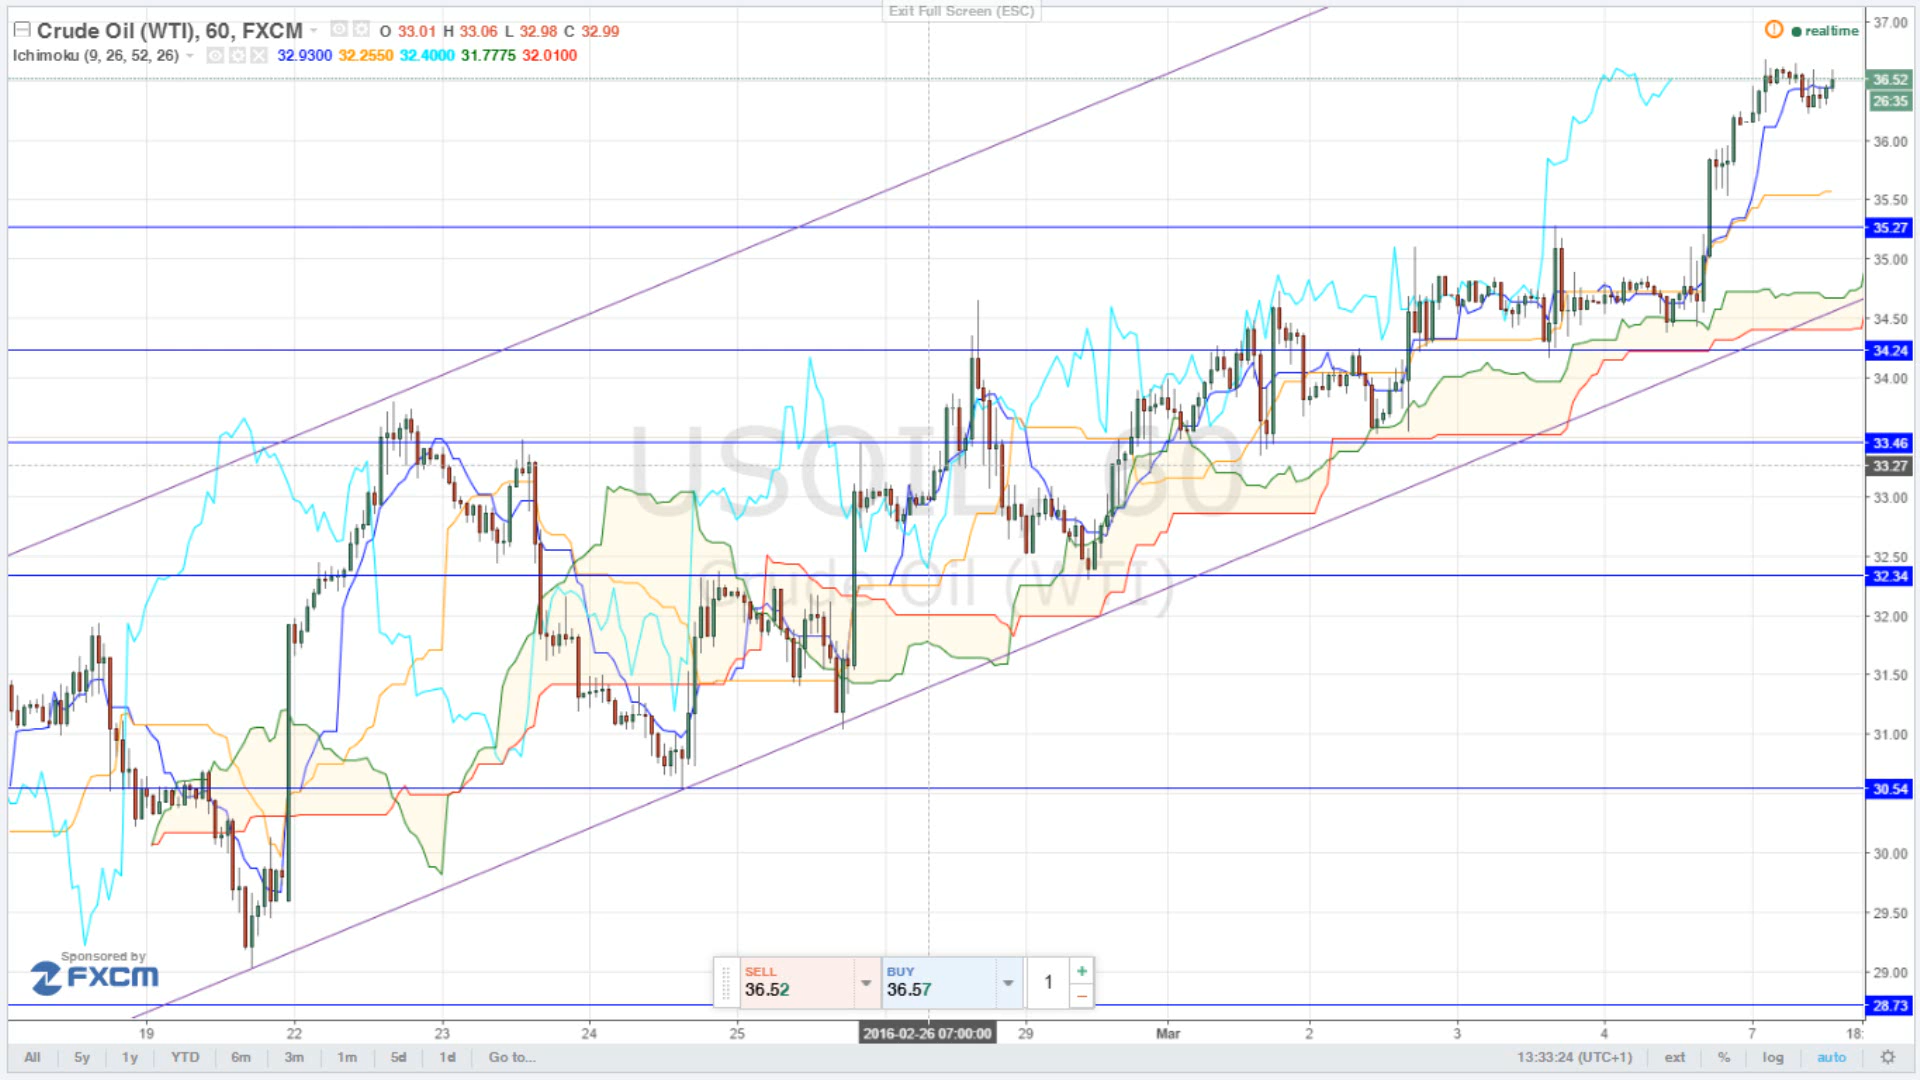 Exit Full Screen (ESC)
Crude Oil (WTI), 60, FXCM O 33.01 H 33.06 L 32.98 C 32.99
realtime
Ichimoku (9, 26, 52, 26) 32.9300 32.2550 32.4000 31.7775 32.0100
37.00
36.52
26:35
36.00
35.50
35.27
35.00
34.50
34.24
34.00
33.46
33.27
33.00
32.50
32.34
32.00
31.50
31.00
30.54
30.00
29.50
29.00
28.73
USOIL, 60
Crude Oil (WTI)
Sponsored by
FXCM
SELL
36.52
BUY
36.57
1
19 22 23 24 25 2016-02-26 07:00:00 29 Mar 2 3 4 7 18:
All 5y 1y YTD 6m 3m 1m 5d 1d Go to... 13:33:24 (UTC+1) ext % log auto